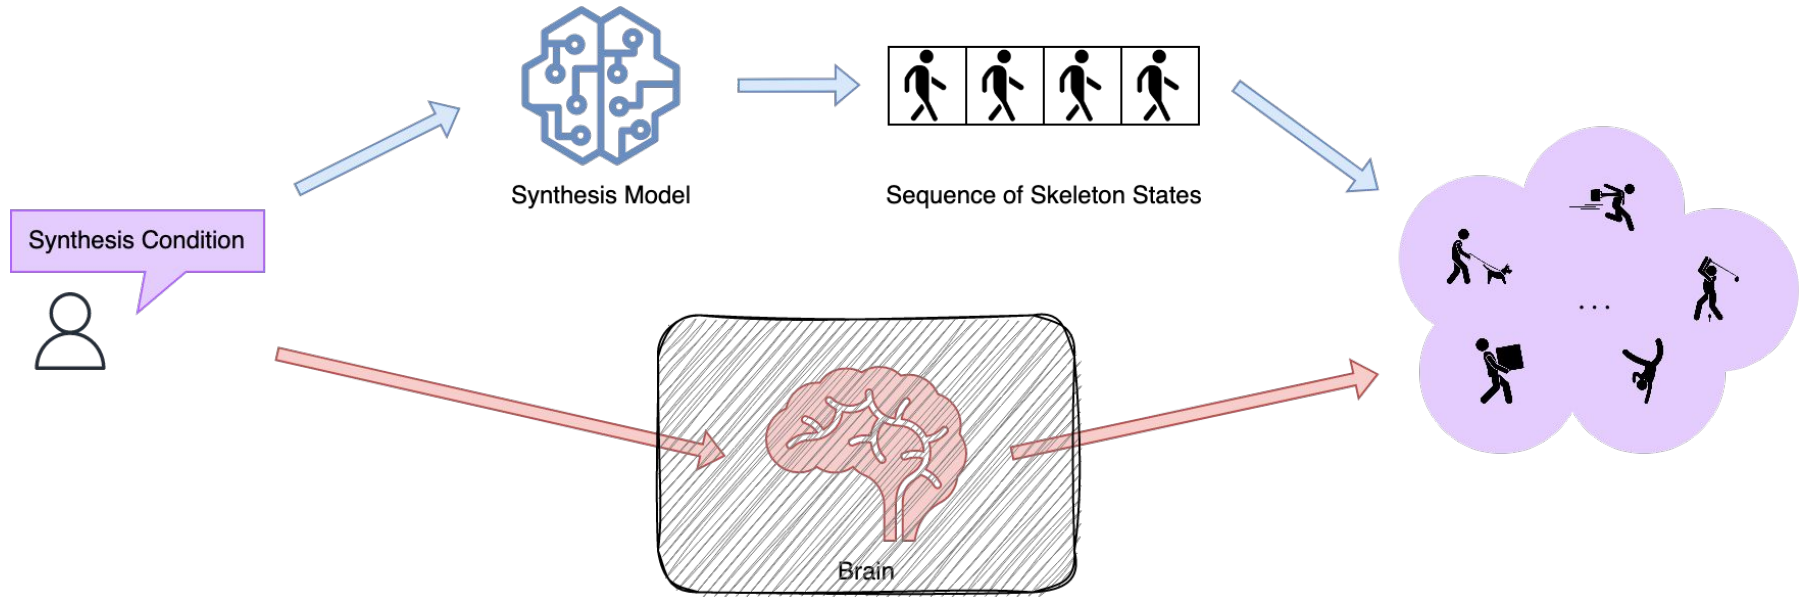 Synthesis Model
Sequence of Skeleton States
Synthesis Condition
...
Brain